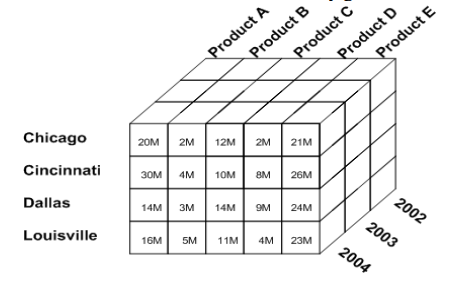 Product A
Product B
Product C
Product D
Product E
Chicago 20M 2M 12M 2M 21M
Cincinnati 30M 4M 10M 8M 26M
Dallas 14M 3M 14M 9M 24M
Louisville 16M 5M 11M 4M 23M
2002
2003
2004